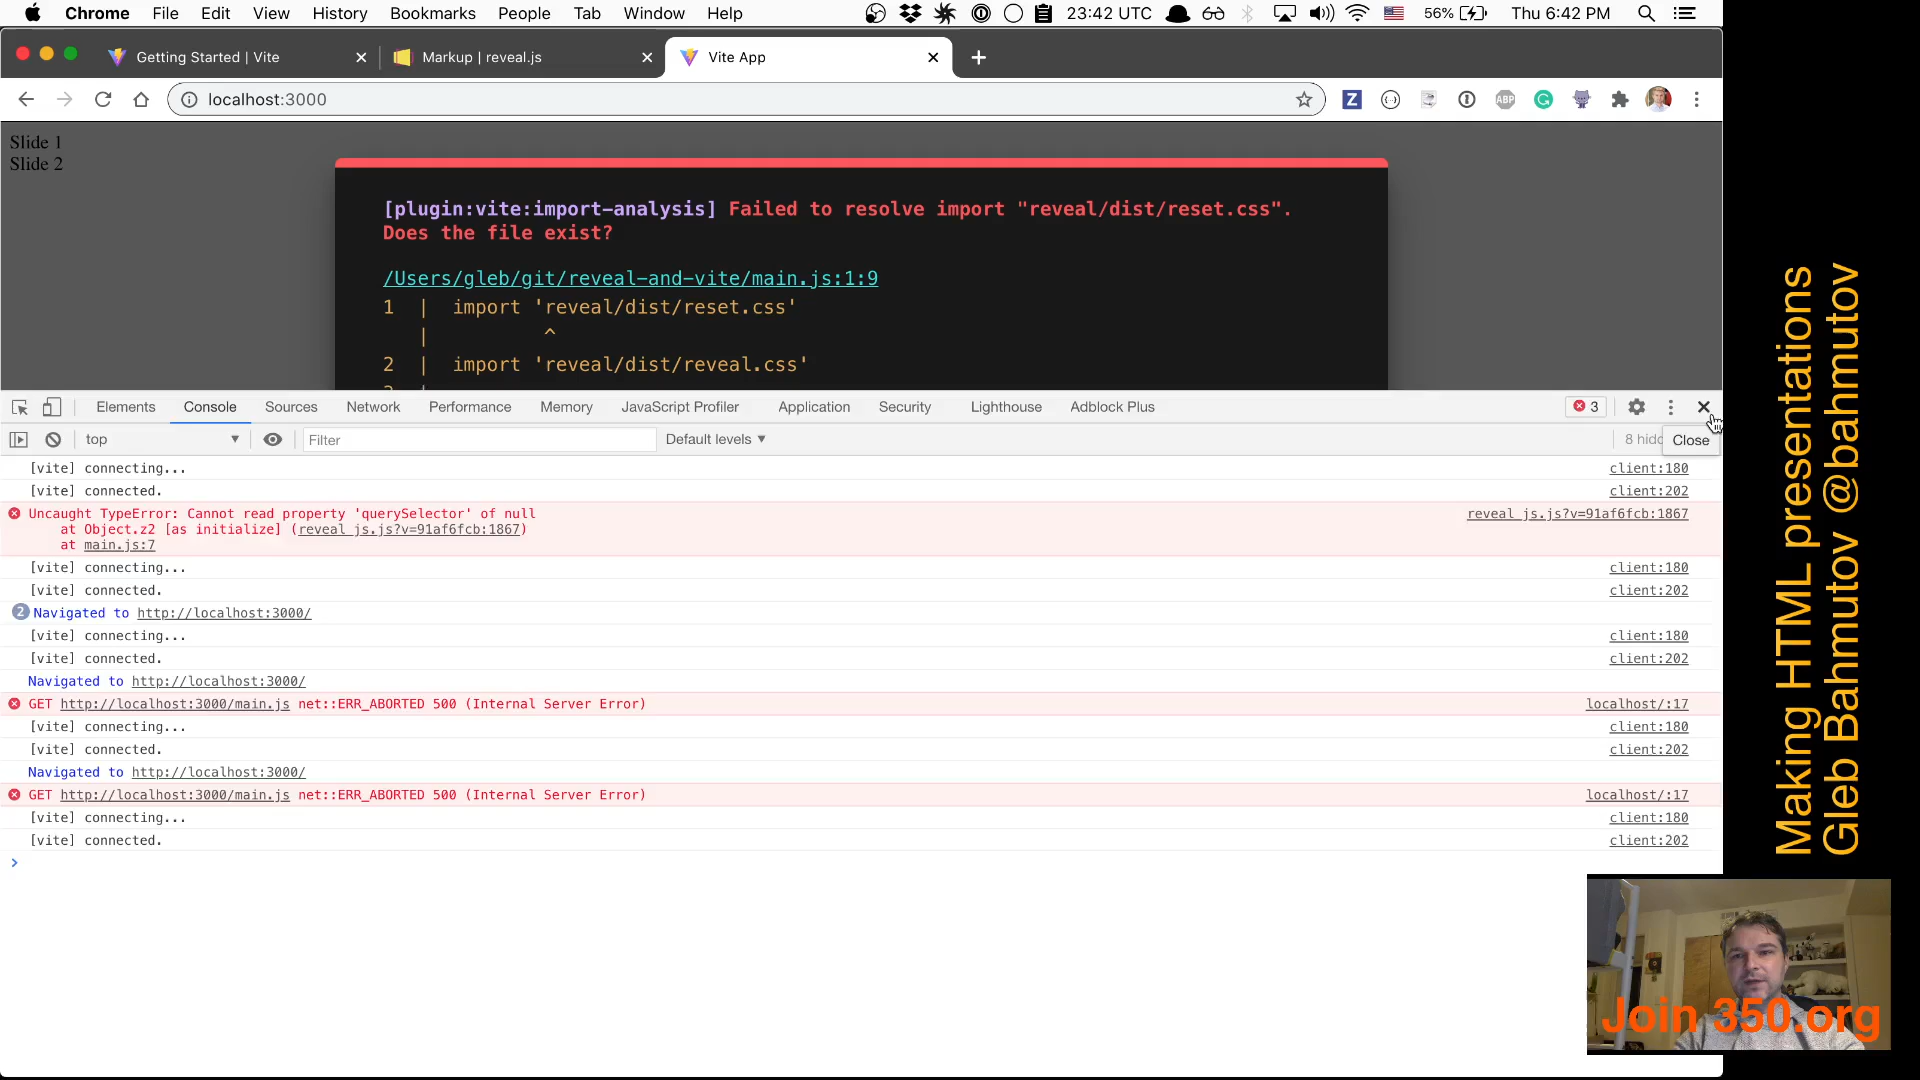 Chrome File Edit View History Bookmarks People Tab Window Help 23:42 UTC 56% Thu 6:42 PM
Getting Started | Vite Markup | reveal.js Vite App
localhost:3000
Z ABP
Slide 1
Slide 2
[plugin:vite:import-analysis] Failed to resolve import "reveal/dist/reset.css".
Does the file exist?
/Users/gleb/git/reveal-and-vite/main.js:1:9
1 | import 'reveal/dist/reset.css'
| ^
2 | import 'reveal/dist/reveal.css'
Elements Console Sources Network Performance Memory JavaScript Profiler Application Security Lighthouse Adblock Plus 3
top Filter Default levels 8 Close
[vite] connecting... client:180
[vite] connected. client:202
Uncaught TypeError: Cannot read property 'querySelector' of null reveal_js.js?v=91af6fcb:1867
at Object.z2 [as initialize] (reveal_js.js?v=91af6fcb:1867)
at main.js:7
[vite] connecting... client:180
[vite] connected. client:202
2 Navigated to http://localhost:3000/
[vite] connecting... client:180
[vite] connected. client:202
Navigated to http://localhost:3000/
GET http://localhost:3000/main.js net::ERR_ABORTED 500 (Internal Server Error) localhost/:17
[vite] connecting... client:180
[vite] connected. client:202
Navigated to http://localhost:3000/
GET http://localhost:3000/main.js net::ERR_ABORTED 500 (Internal Server Error) localhost/:17
[vite] connecting... client:180
[vite] connected. client:202
Making HTML presentations
Gleb Bahmutov @bahmutov
Join 350.org